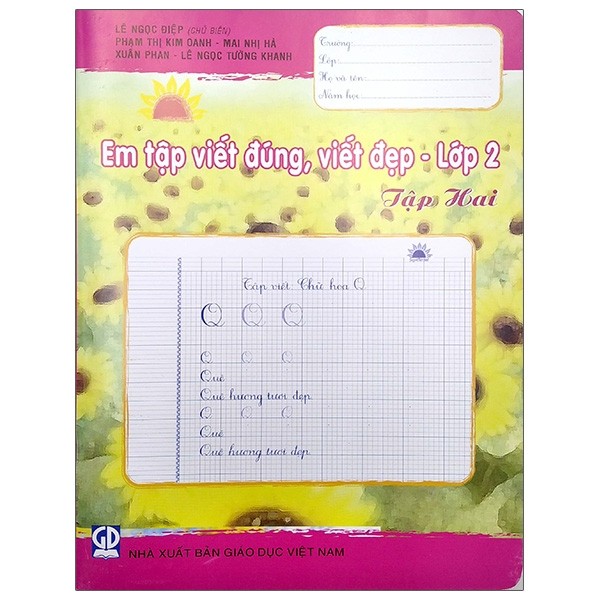 LÊ NGỌC ĐIỆP (CHỦ BIÊN)
PHẠM THỊ KIM OANH - MAI NHỊ HÀ
XUÂN PHAN - LÊ NGỌC TƯỜNG KHANH
Trường:
Lớp:
Họ và tên:
Năm học:
Em tập viết đúng, viết đẹp - Lớp 2
Tập Hai
Tập viết Chữ hoa Q
Q Q Q
Q Q Q
Quê
Quê hương tươi đẹp
Q Q Q
Quê
Quê hương tươi đẹp
GD
NHÀ XUẤT BẢN GIÁO DỤC VIỆT NAM